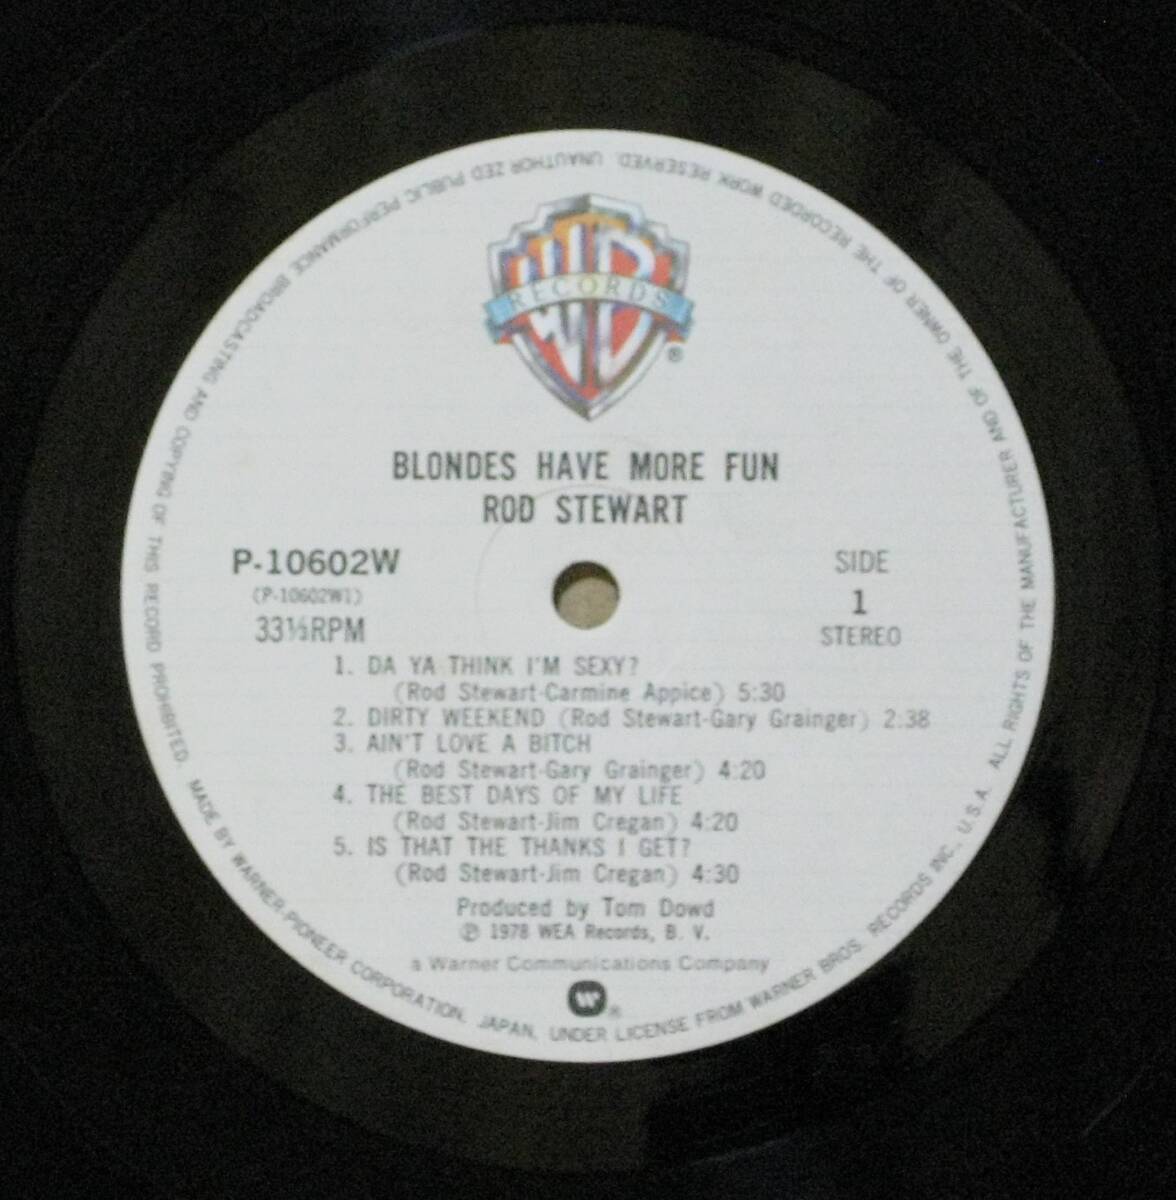 WB
RECORDS
®
BLONDES HAVE MORE FUN
ROD STEWART
P-10602W
(P-10602W1)
33⅓RPM
SIDE
1
STEREO
1. DA YA THINK I'M SEXY?
(Rod Stewart-Carmine Appice) 5:30
2. DIRTY WEEKEND (Rod Stewart-Gary Grainger) 2:38
3. AIN'T LOVE A BITCH
(Rod Stewart-Gary Grainger) 4:20
4. THE BEST DAYS OF MY LIFE
(Rod Stewart-Jim Cregan) 4:20
5. IS THAT THE THANKS I GET?
(Rod Stewart-Jim Cregan) 4:30
Produced by Tom Dowd
℗ 1978 WEA Records, B. V.
a Warner Communications Company
W ®
MADE BY WARNER-PIONEER CORPORATION, JAPAN, UNDER LICENSE FROM WARNER BROS. RECORDS INC., U.S.A. ALL RIGHTS OF THE MANUFACTURER AND OF THE OWNER OF THE RECORDED WORK RESERVED. UNAUTHOR ZED PUBLIC PERFORMANCE BROADCASTING AND COPYING OF THIS RECORD PROHIBITED.